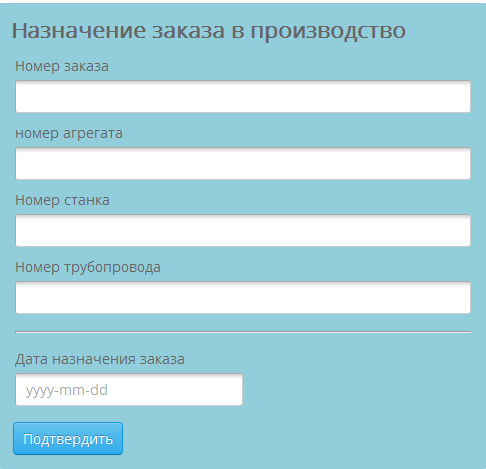 Назначение заказа в производство
Номер заказа
номер агрегата
Номер станка
Номер трубопровода
Дата назначения заказа
yyyy-mm-dd
Подтвердить